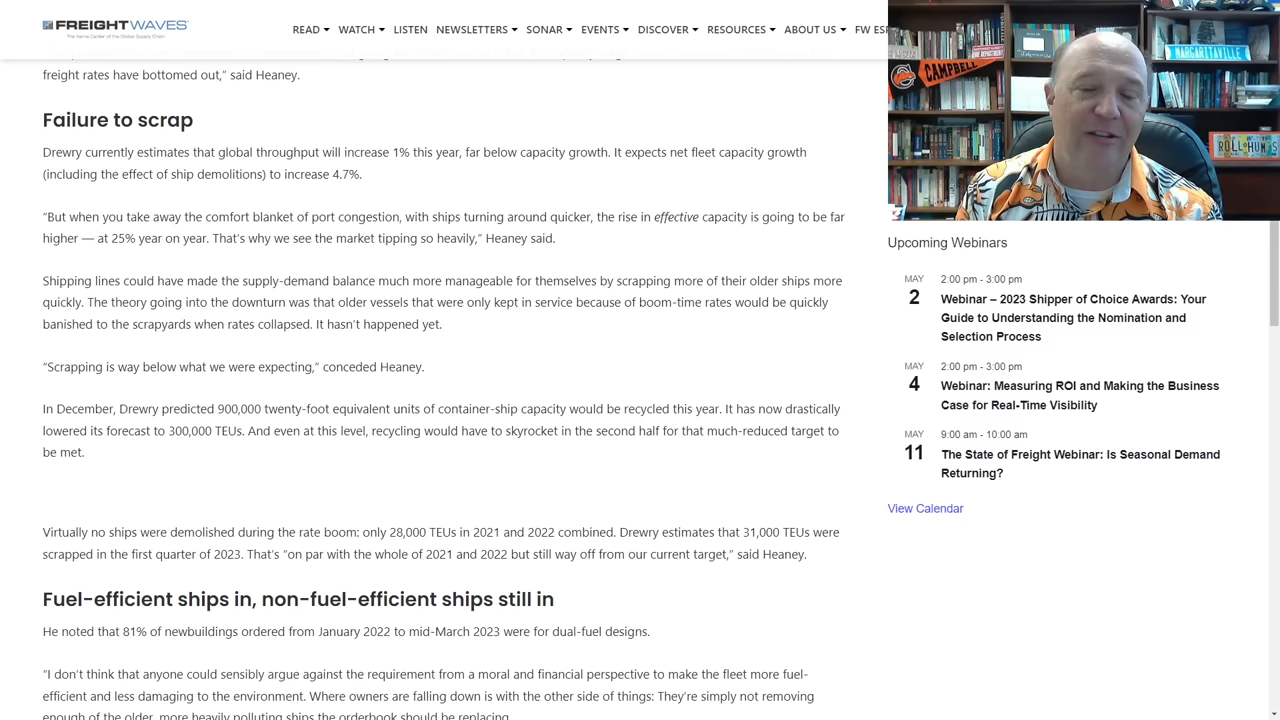 FREIGHTWAVES
The Nerve Center of the Global Supply Chain
READ WATCH LISTEN NEWSLETTERS SONAR EVENTS DISCOVER RESOURCES ABOUT US FW
freight rates have bottomed out,” said Heaney.
Failure to scrap
Drewry currently estimates that global throughput will increase 1% this year, far below capacity growth. It expects net fleet capacity growth
(including the effect of ship demolitions) to increase 4.7%.
“But when you take away the comfort blanket of port congestion, with ships turning around quicker, the rise in effective capacity is going to be far
higher — at 25% year on year. That’s why we see the market tipping so heavily,” Heaney said.
Shipping lines could have made the supply-demand balance much more manageable for themselves by scrapping more of their older ships more
quickly. The theory going into the downturn was that older vessels that were only kept in service because of boom-time rates would be quickly
banished to the scrapyards when rates collapsed. It hasn’t happened yet.
“Scrapping is way below what we were expecting,” conceded Heaney.
In December, Drewry predicted 900,000 twenty-foot equivalent units of container-ship capacity would be recycled this year. It has now drastically
lowered its forecast to 300,000 TEUs. And even at this level, recycling would have to skyrocket in the second half for that much-reduced target to
be met.
Virtually no ships were demolished during the rate boom: only 28,000 TEUs in 2021 and 2022 combined. Drewry estimates that 31,000 TEUs were
scrapped in the first quarter of 2023. That’s “on par with the whole of 2021 and 2022 but still way off from our current target,” said Heaney.
Fuel-efficient ships in, non-fuel-efficient ships still in
He noted that 81% of newbuildings ordered from January 2022 to mid-March 2023 were for dual-fuel designs.
“I don’t think that anyone could sensibly argue against the requirement from a moral and financial perspective to make the fleet more fuel-
efficient and less damaging to the environment. Where owners are falling down is with the other side of things: They’re simply not removing
enough of the older, more heavily polluting ships the orderbook should be replacing.
CAMPBELL
MARGARITAVILLE
ROLL HUMS
Upcoming Webinars
MAY
2
2:00 pm - 3:00 pm
Webinar – 2023 Shipper of Choice Awards: Your
Guide to Understanding the Nomination and
Selection Process
MAY
4
2:00 pm - 3:00 pm
Webinar: Measuring ROI and Making the Business
Case for Real-Time Visibility
MAY
11
9:00 am - 10:00 am
The State of Freight Webinar: Is Seasonal Demand
Returning?
View Calendar